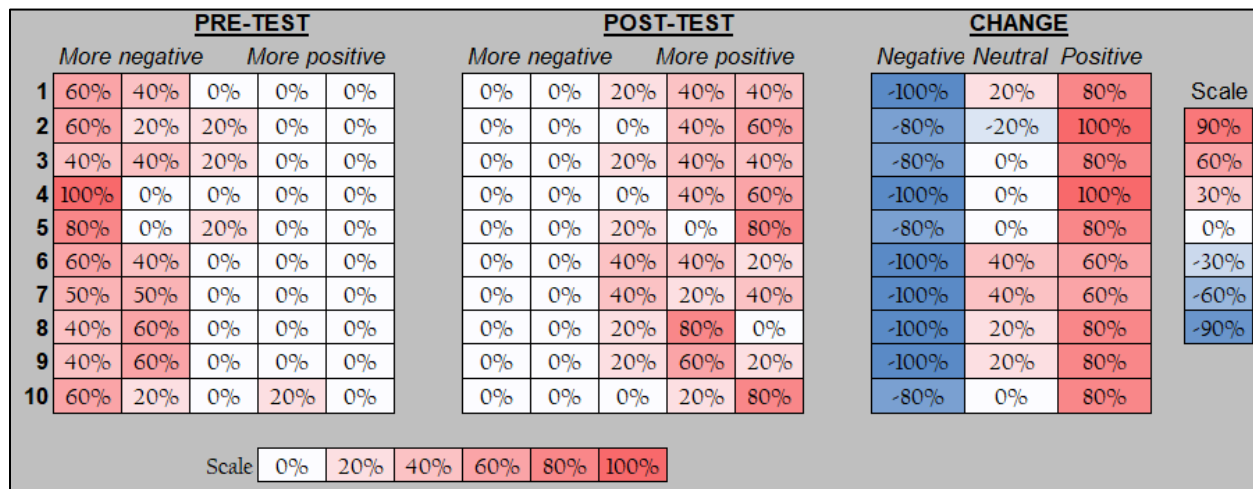 PRE-TEST POST-TEST CHANGE
More negative More positive More negative More positive Negative Neutral Positive
1 60% 40% 0% 0% 0% 0% 0% 20% 40% 40% -100% 20% 80% Scale
2 60% 20% 20% 0% 0% 0% 0% 0% 40% 60% -80% -20% 100% 90%
3 40% 40% 20% 0% 0% 0% 0% 20% 40% 40% -80% 0% 80% 60%
4 100% 0% 0% 0% 0% 0% 0% 0% 40% 60% -100% 0% 100% 30%
5 80% 0% 20% 0% 0% 0% 0% 20% 0% 80% -80% 0% 80% 0%
6 60% 40% 0% 0% 0% 0% 0% 40% 40% 20% -100% 40% 60% -30%
7 50% 50% 0% 0% 0% 0% 0% 40% 20% 40% -100% 40% 60% -60%
8 40% 60% 0% 0% 0% 0% 0% 20% 80% 0% -100% 20% 80% -90%
9 40% 60% 0% 0% 0% 0% 0% 20% 60% 20% -100% 20% 80%
10 60% 20% 0% 20% 0% 0% 0% 0% 20% 80% -80% 0% 80%
Scale 0% 20% 40% 60% 80% 100%